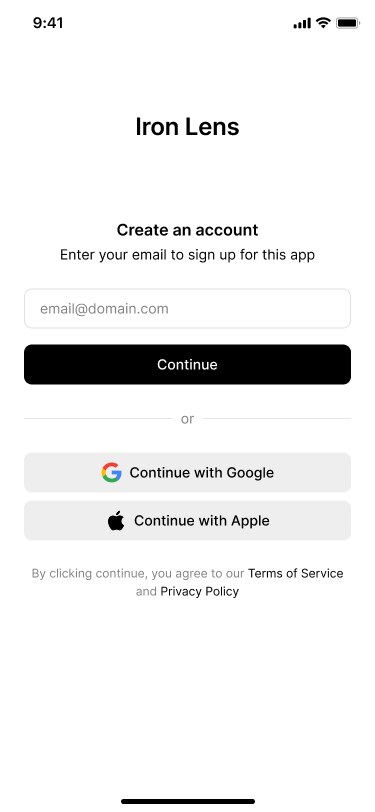 9:41
Iron Lens
Create an account
Enter your email to sign up for this app
email@domain.com
Continue
or
Continue with Google
Continue with Apple
By clicking continue, you agree to our Terms of Service
and Privacy Policy